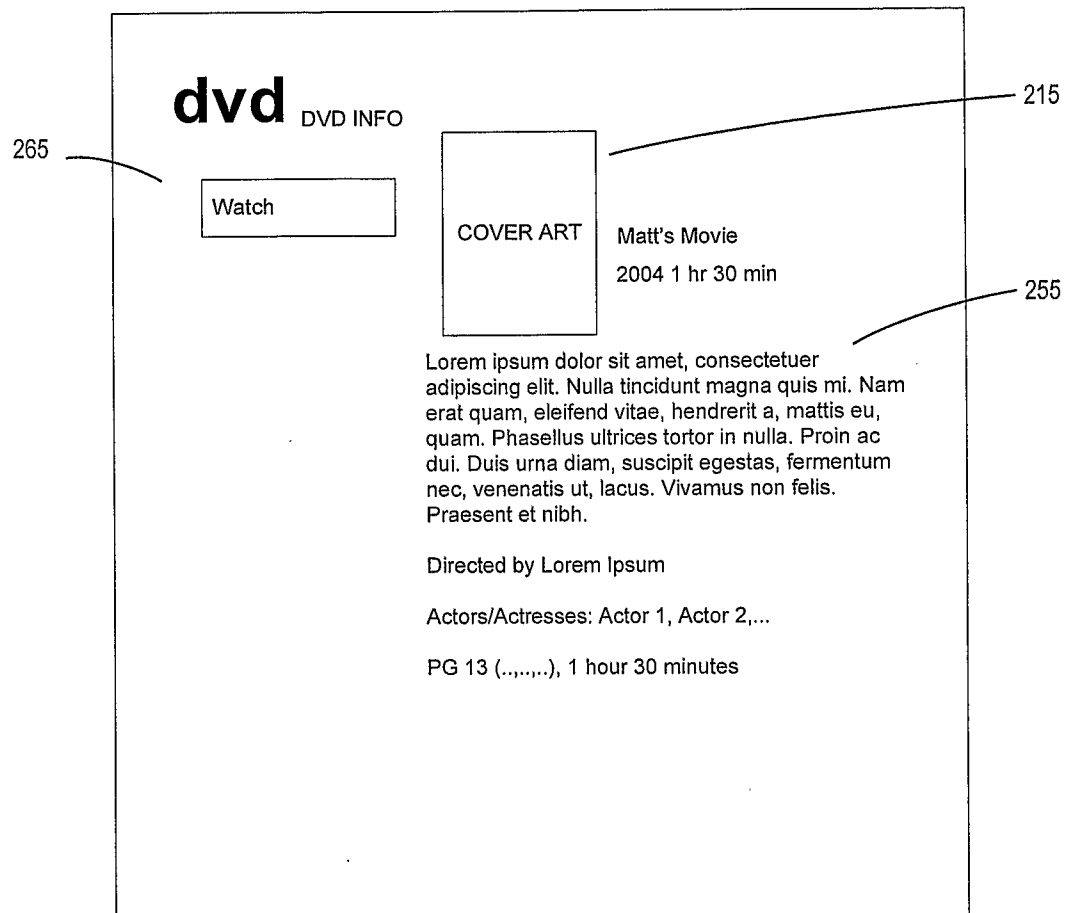 dvd DVD INFO
215
265
Watch
COVER ART
Matt's Movie
2004 1 hr 30 min
255
Lorem ipsum dolor sit amet, consectetuer
adipiscing elit. Nulla tincidunt magna quis mi. Nam
erat quam, eleifend vitae, hendrerit a, mattis eu,
quam. Phasellus ultrices tortor in nulla. Proin ac
dui. Duis urna diam, suscipit egestas, fermentum
nec, venenatis ut, lacus. Vivamus non felis.
Praesent et nibh.
Directed by Lorem Ipsum
Actors/Actresses: Actor 1, Actor 2,...
PG 13 (..,..,..), 1 hour 30 minutes